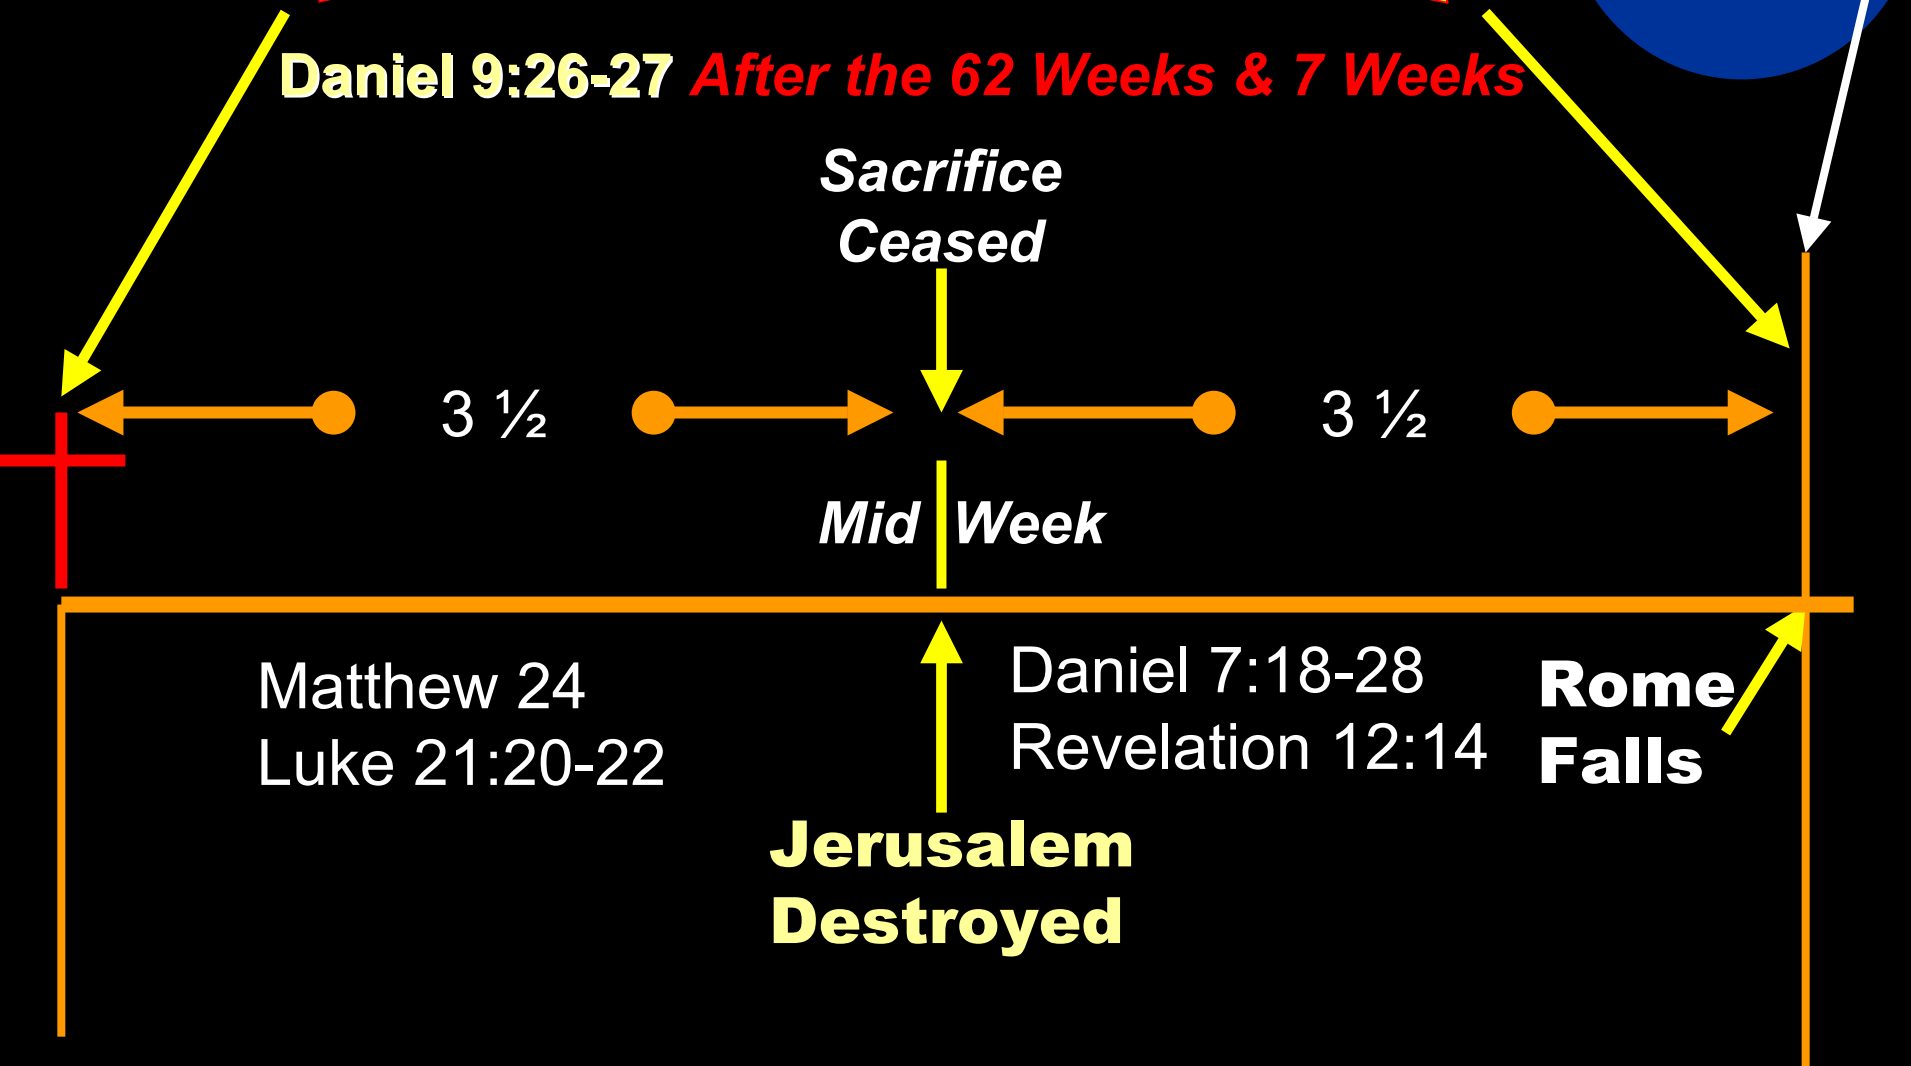 Daniel 9:26-27 After the 62 Weeks & 7 Weeks
Sacrifice
Ceased
3 ½ 3 ½
Mid Week
Matthew 24
Luke 21:20-22
Daniel 7:18-28
Revelation 12:14
Rome
Falls
Jerusalem
Destroyed